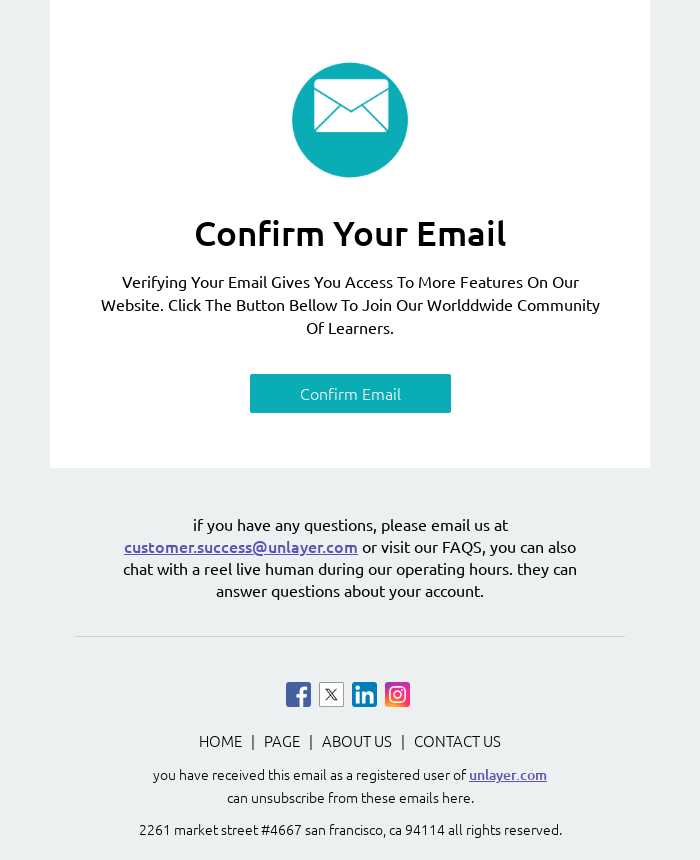 Confirm Your Email
Verifying Your Email Gives You Access To More Features On Our
Website. Click The Button Bellow To Join Our Worlddwide Community
Of Learners.
Confirm Email
if you have any questions, please email us at
customer.success@unlayer.com or visit our FAQS, you can also
chat with a reel live human during our operating hours. they can
answer questions about your account.
HOME | PAGE | ABOUT US | CONTACT US
you have received this email as a registered user of unlayer.com
can unsubscribe from these emails here.
2261 market street #4667 san francisco, ca 94114 all rights reserved.